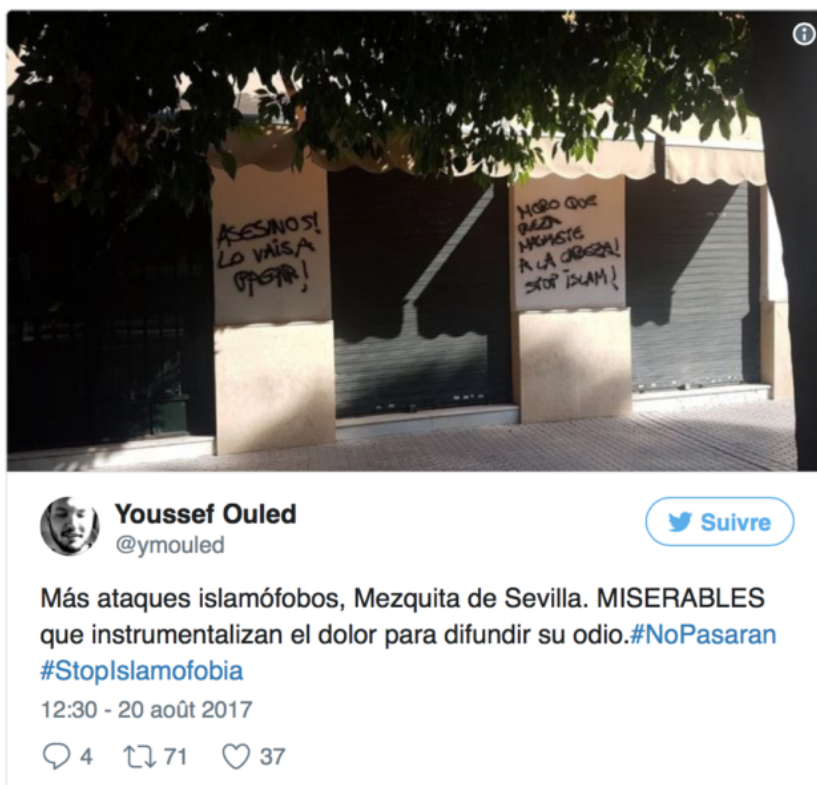 ASESINOS!
LO VAIS A
PAGAR!
MORO QUE
REZA
MACHETE
A LA CABEZA!
STOP ISLAM!
Youssef Ouled
@ymouled
Suivre
Más ataques islamófobos, Mezquita de Sevilla. MISERABLES
que instrumentalizan el dolor para difundir su odio.#NoPasaran
#StopIslamofobia
12:30 - 20 août 2017
4 71 37